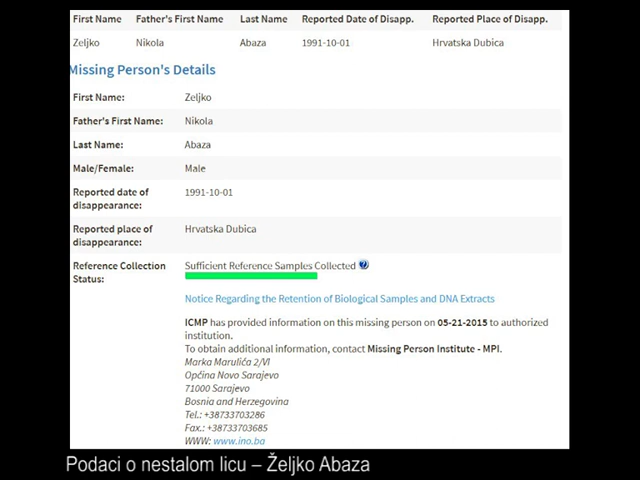 First Name Father's First Name Last Name Reported Date of Disapp. Reported Place of Disapp.
Zeljko Nikola Abaza 1991-10-01 Hrvatska Dubica
Missing Person's Details
First Name: Zeljko
Father's First Name: Nikola
Last Name: Abaza
Male/Female: Male
Reported date of 1991-10-01
disappearance:
Reported place of Hrvatska Dubica
disappearance:
Reference Collection Sufficient Reference Samples Collected ?
Status:
Notice Regarding the Retention of Biological Samples and DNA Extracts
ICMP has provided information on this missing person on 05-21-2015 to authorized
institution.
To obtain additional information, contact Missing Person Institute - MPI.
Marka Marulića 2/VI
Općina Novo Sarajevo
71000 Sarajevo
Bosnia and Herzegovina
Tel.: +38733703286
Fax.: +38733703685
WWW: www.ino.ba
Podaci o nestalom licu – Željko Abaza